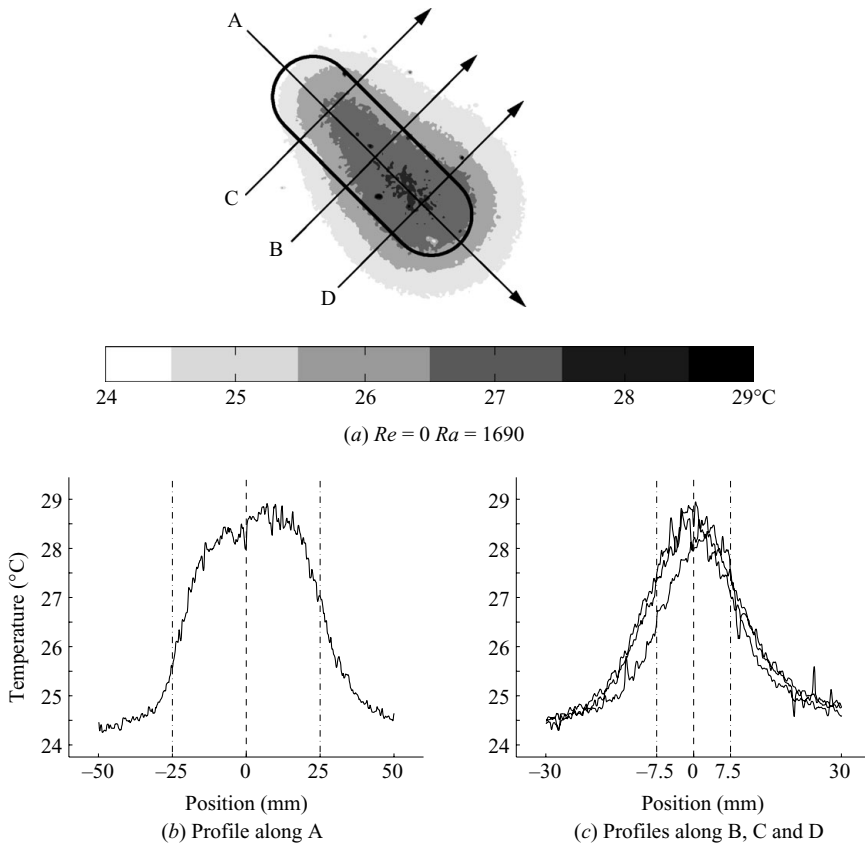 A
C
B
D
24 25 26 27 28 29°C
(a) Re = 0 Ra = 1690
Temperature (°C)
29
28
27
26
25
24
–50 –25 0 25 50
Position (mm)
(b) Profile along A
29
28
27
26
25
24
–30 –7.5 0 7.5 30
Position (mm)
(c) Profiles along B, C and D